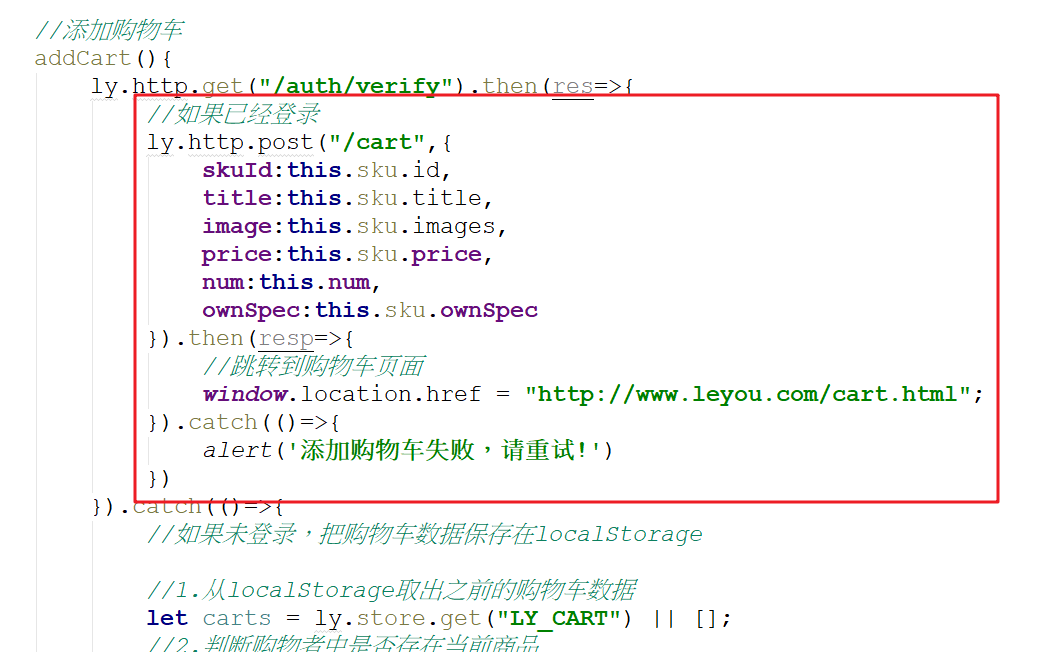 //添加购物车
addCart(){
ly.http.get("/auth/verify").then(res=>{
//如果已经登录
ly.http.post("/cart",{
skuId:this.sku.id,
title:this.sku.title,
image:this.sku.images,
price:this.sku.price,
num:this.num,
ownSpec:this.sku.ownSpec
}).then(resp=>{
//跳转到购物车页面
window.location.href = "http://www.leyou.com/cart.html";
}).catch(()=>{
alert('添加购物车失败，请重试!')
})
}).catch(()=>{
//如果未登录，把购物车数据保存在localStorage
//1.从localStorage取出之前的购物车数据
let carts = ly.store.get("LY_CART") || [];
//2.判断购物者中是否存在当前商品